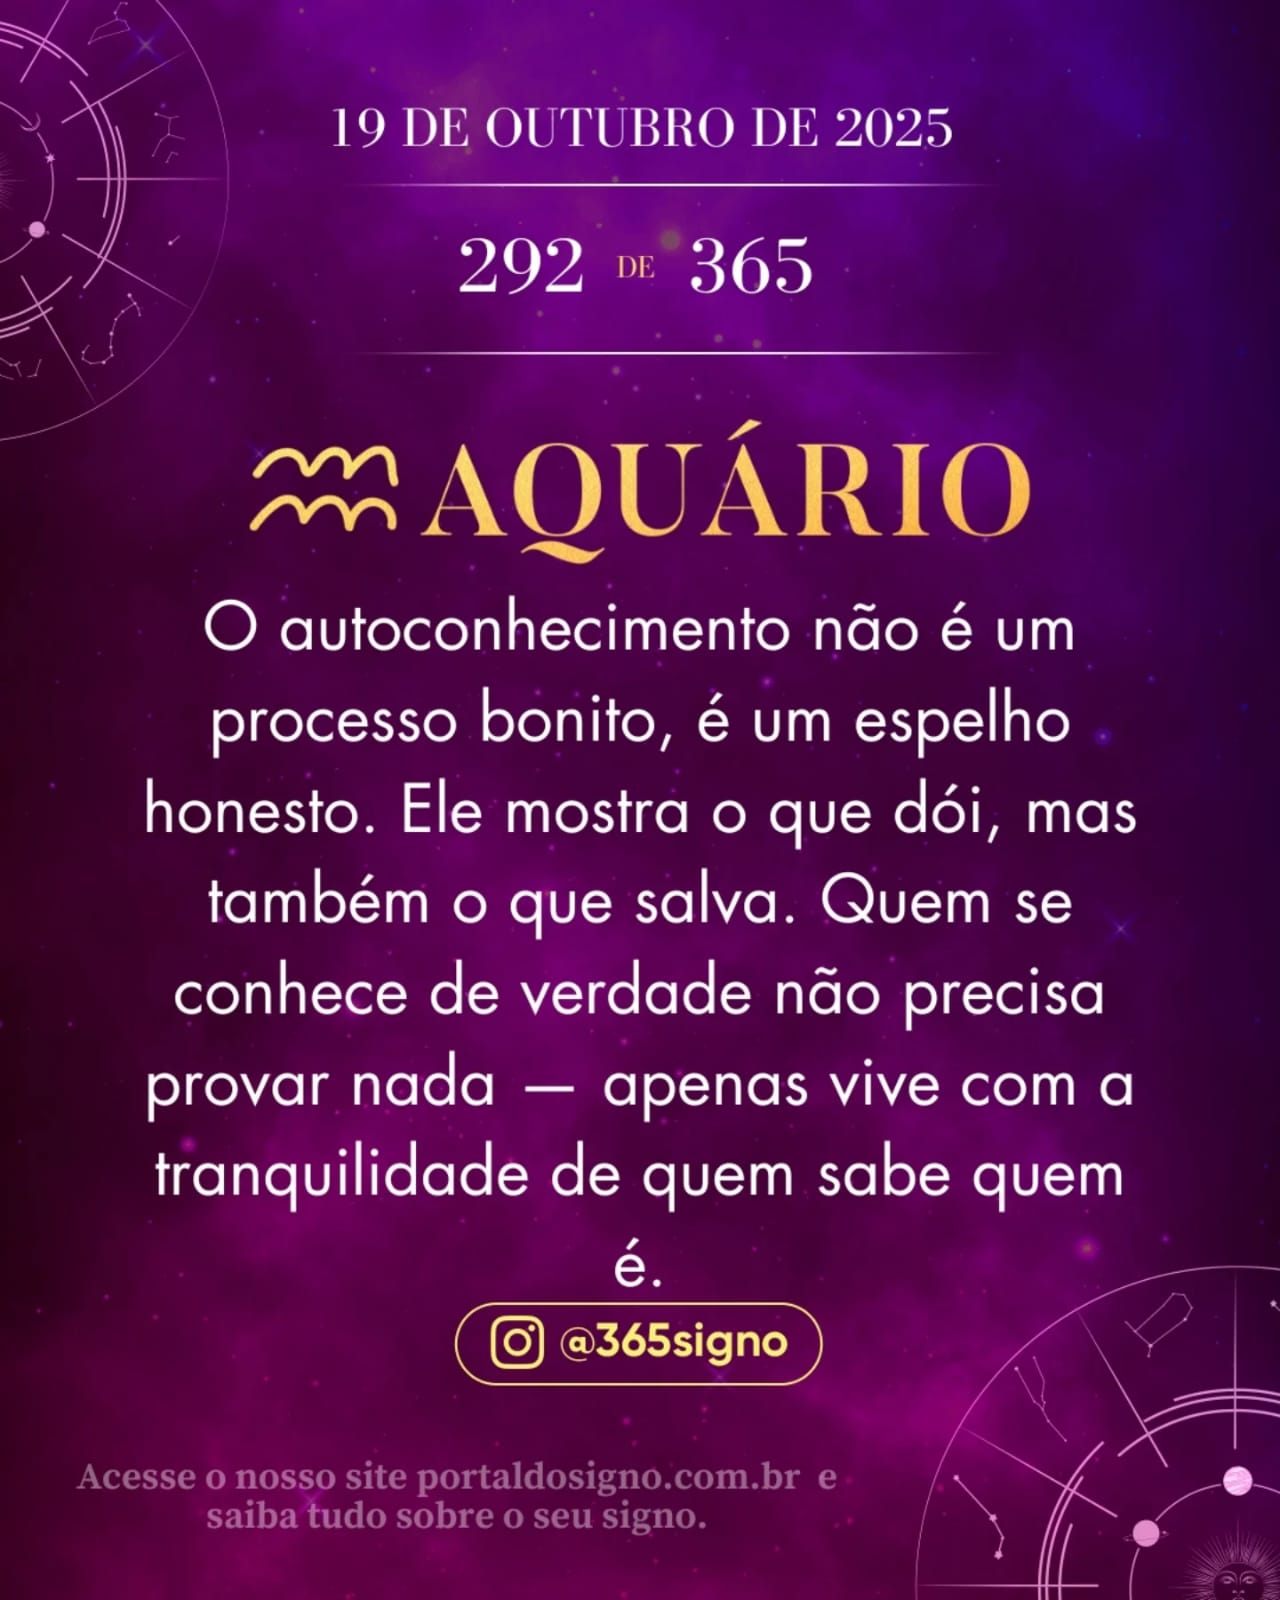 19 DE OUTUBRO DE 2025
292 DE 365
AQUÁRIO
O autoconhecimento não é um
processo bonito, é um espelho
honesto. Ele mostra o que dói, mas
também o que salva. Quem se
conhece de verdade não precisa
provar nada — apenas vive com a
tranquilidade de quem sabe quem
é.
@365signo
Acesse o nosso site portaldosigno.com.br e
saiba tudo sobre o seu signo.